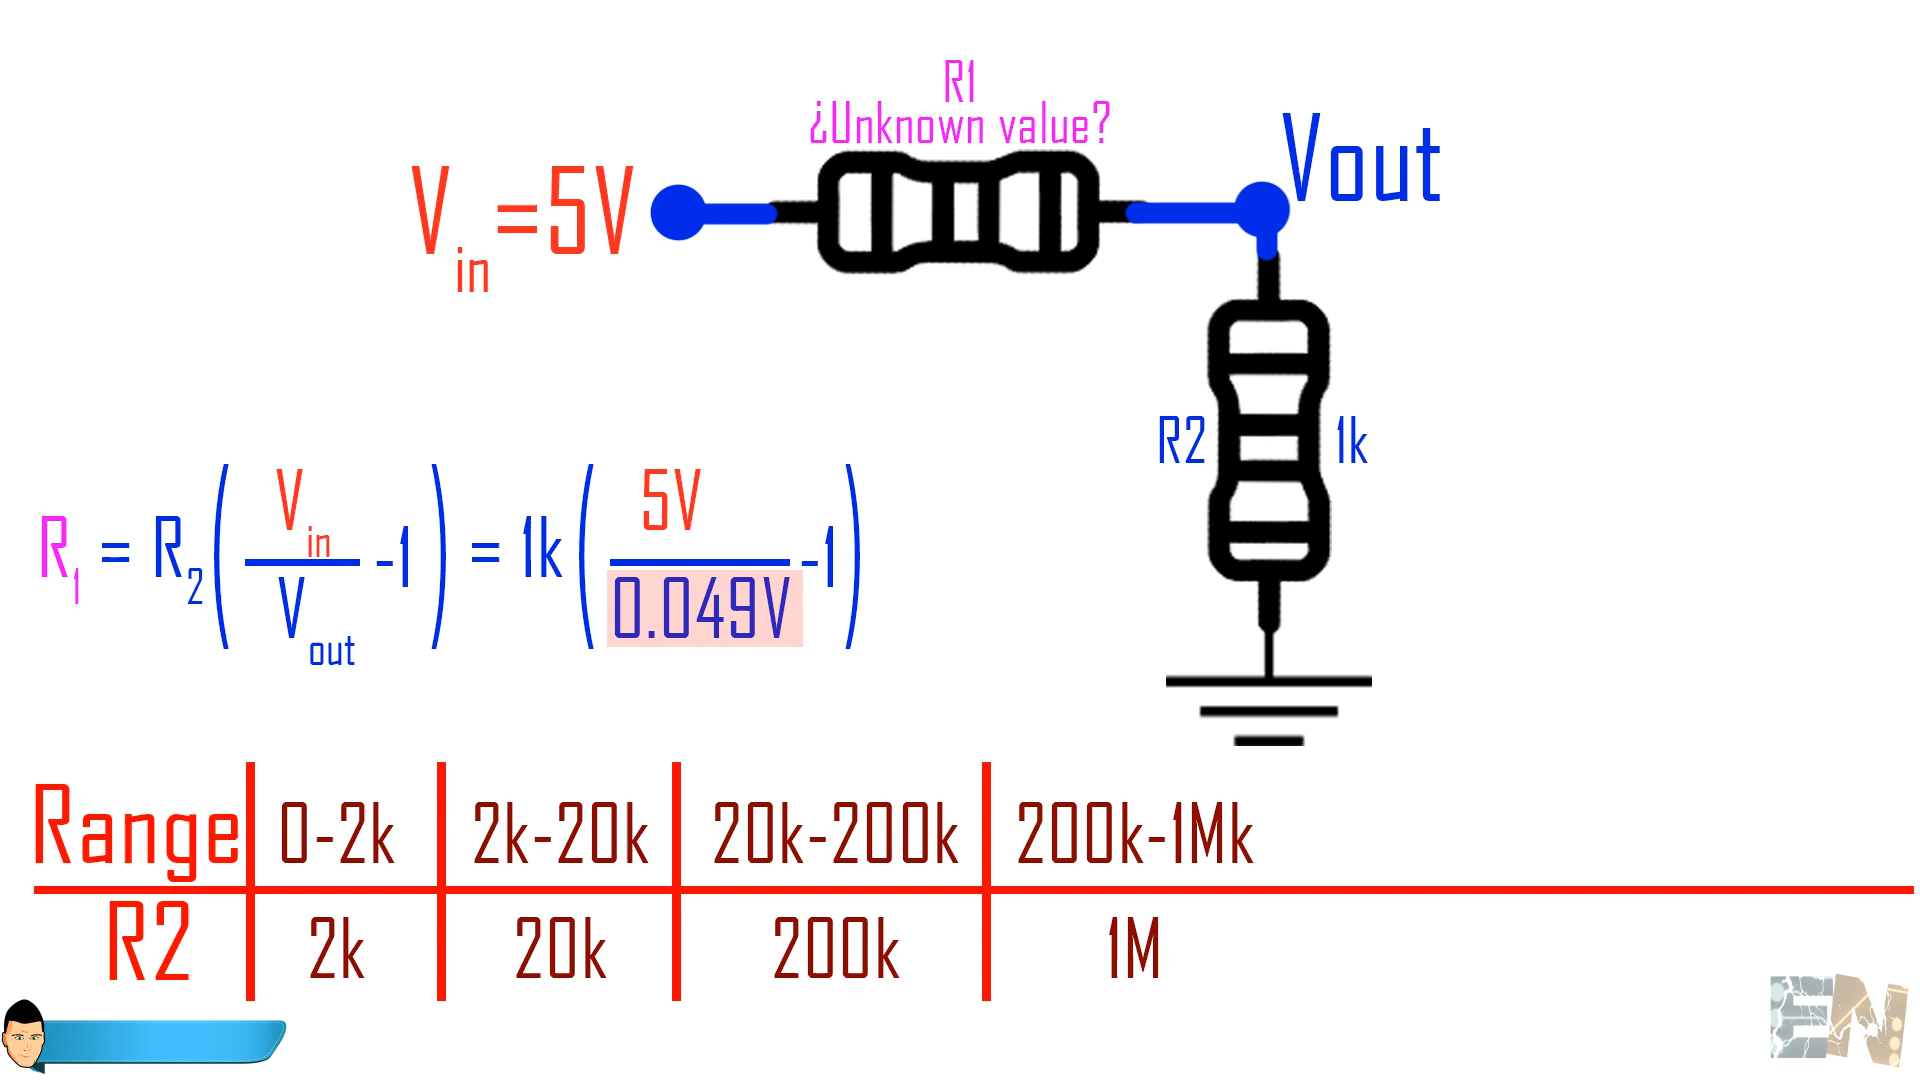 R1
¿Unknown value?
Vin=5V
Vout
R2 1k
R1 = R2( Vin / Vout -1) = 1k( 5V / 0.049V -1)
Range 0-2k 2k-20k 20k-200k 200k-1Mk
R2 2k 20k 200k 1M
EN